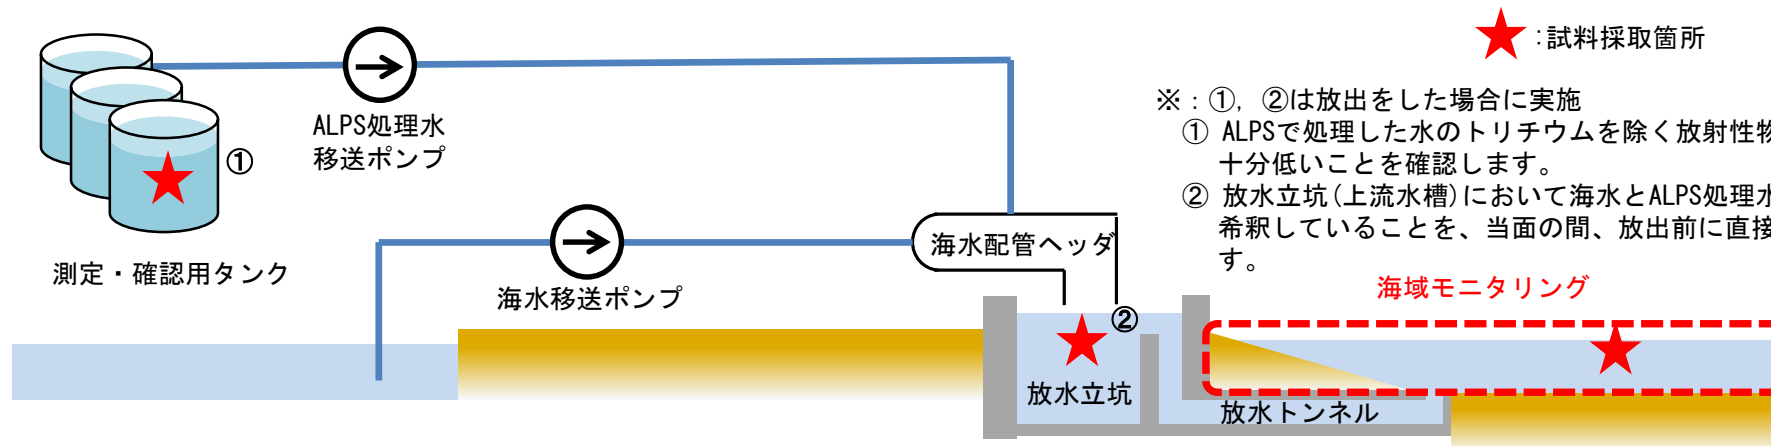 ：試料採取箇所
※：①，②は放出をした場合に実施
① ALPSで処理した水のトリチウムを除く放射性物
十分低いことを確認します。
② 放水立坑(上流水槽)において海水とALPS処理水
希釈していることを、当面の間、放出前に直接
す。
ALPS処理水
移送ポンプ
①
測定・確認用タンク
海水移送ポンプ
海水配管ヘッダ
海域モニタリング
②
放水立坑
放水トンネル